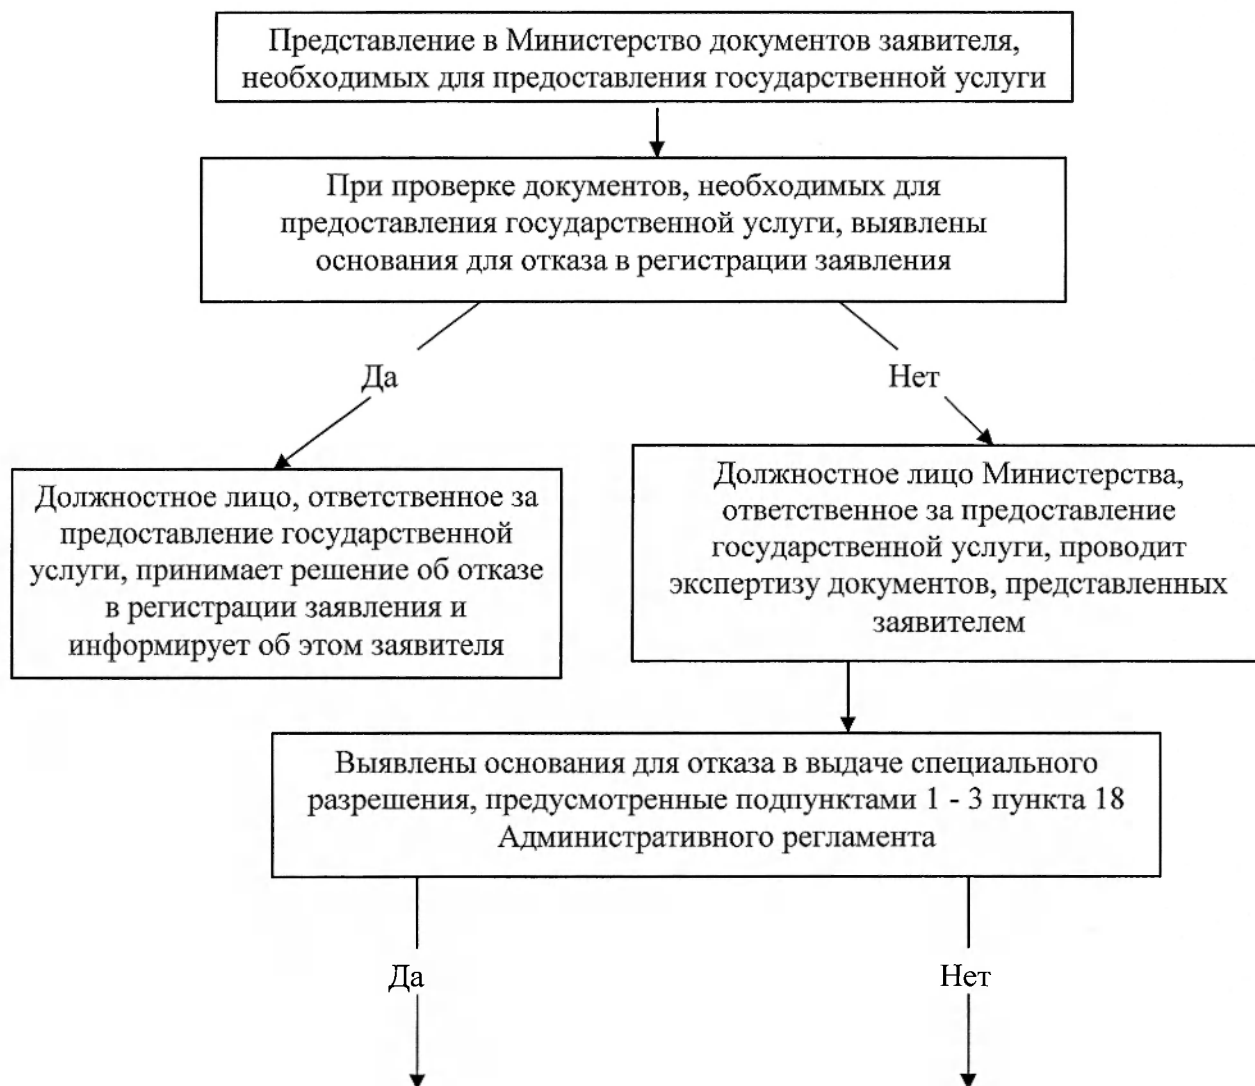 Представление в Министерство документов заявителя,
необходимых для предоставления государственной услуги
При проверке документов, необходимых для
предоставления государственной услуги, выявлены
основания для отказа в регистрации заявления
Да
Нет
Должностное лицо, ответственное за
предоставление государственной
услуги, принимает решение об отказе
в регистрации заявления и
информирует об этом заявителя
Должностное лицо Министерства,
ответственное за предоставление
государственной услуги, проводит
экспертизу документов, представленных
заявителем
Выявлены основания для отказа в выдаче специального
разрешения, предусмотренные подпунктами 1 - 3 пункта 18
Административного регламента
Да
Нет